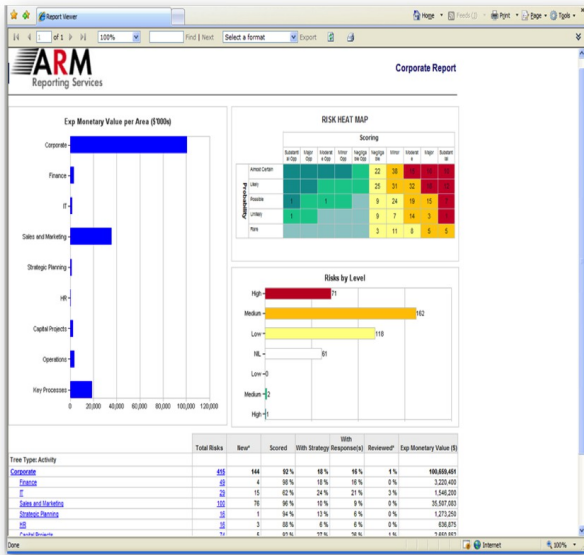 Report Viewer
Home Feeds Print Page Tools
1 of 1 100% Find | Next Select a format Export
ARM
Reporting Services
Corporate Report
Exp Monetary Value per Area ($'000s)
Corporate
Finance
IT
Sales and Marketing
Strategic Planning
HR
Capital Projects
Operations
Key Processes
0 20,000 40,000 60,000 80,000 100,000 120,000
RISK HEAT MAP
Scoring
Probability
Almost Certain 22 38
Likely 25 31 32
Possible 1 1 9 24 19 15
Unlikely 1 9 7 14 3
Rare 3 11 8 5 5
Risks by Level
High 71
Medium 162
Low 118
NIL 61
Low 0
Medium 2
High 1
Total Risks New* Scored With Strategy With Response(s) Reviewed* Exp Monetary Value ($)
Tree Type: Activity
Corporate 415 144 92 % 18 % 15 % 1 % 100,659,451
Finance 49 4 98 % 18 % 16 % 0 % 3,220,400
IT 29 15 82 % 24 % 21 % 3 % 1,546,200
Sales and Marketing 100 76 96 % 10 % 9 % 0 % 35,507,083
Strategic Planning 16 1 94 % 13 % 6 % 0 % 1,273,250
HR 16 3 88 % 6 % 6 % 0 % 636,875
Capital Projects
Done Internet 100%